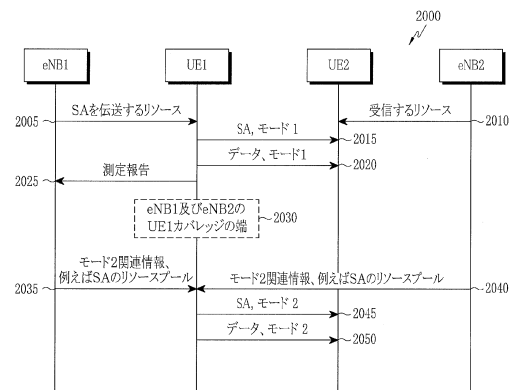 2000
eNB1
UE1
UE2
eNB2
SAを伝送するリソース
2005
受信するリソース
2010
SA,モード1
2015
データ、モード1
2020
測定報告
2025
eNB1及びeNB2の
UE1カバレッジの端
2030
モード2関連情報、
例えばSAのリソースプール
2035
モード2関連情報、例えばSAのリソースプール
2040
SA,モード2
2045
データ、モード2
2050